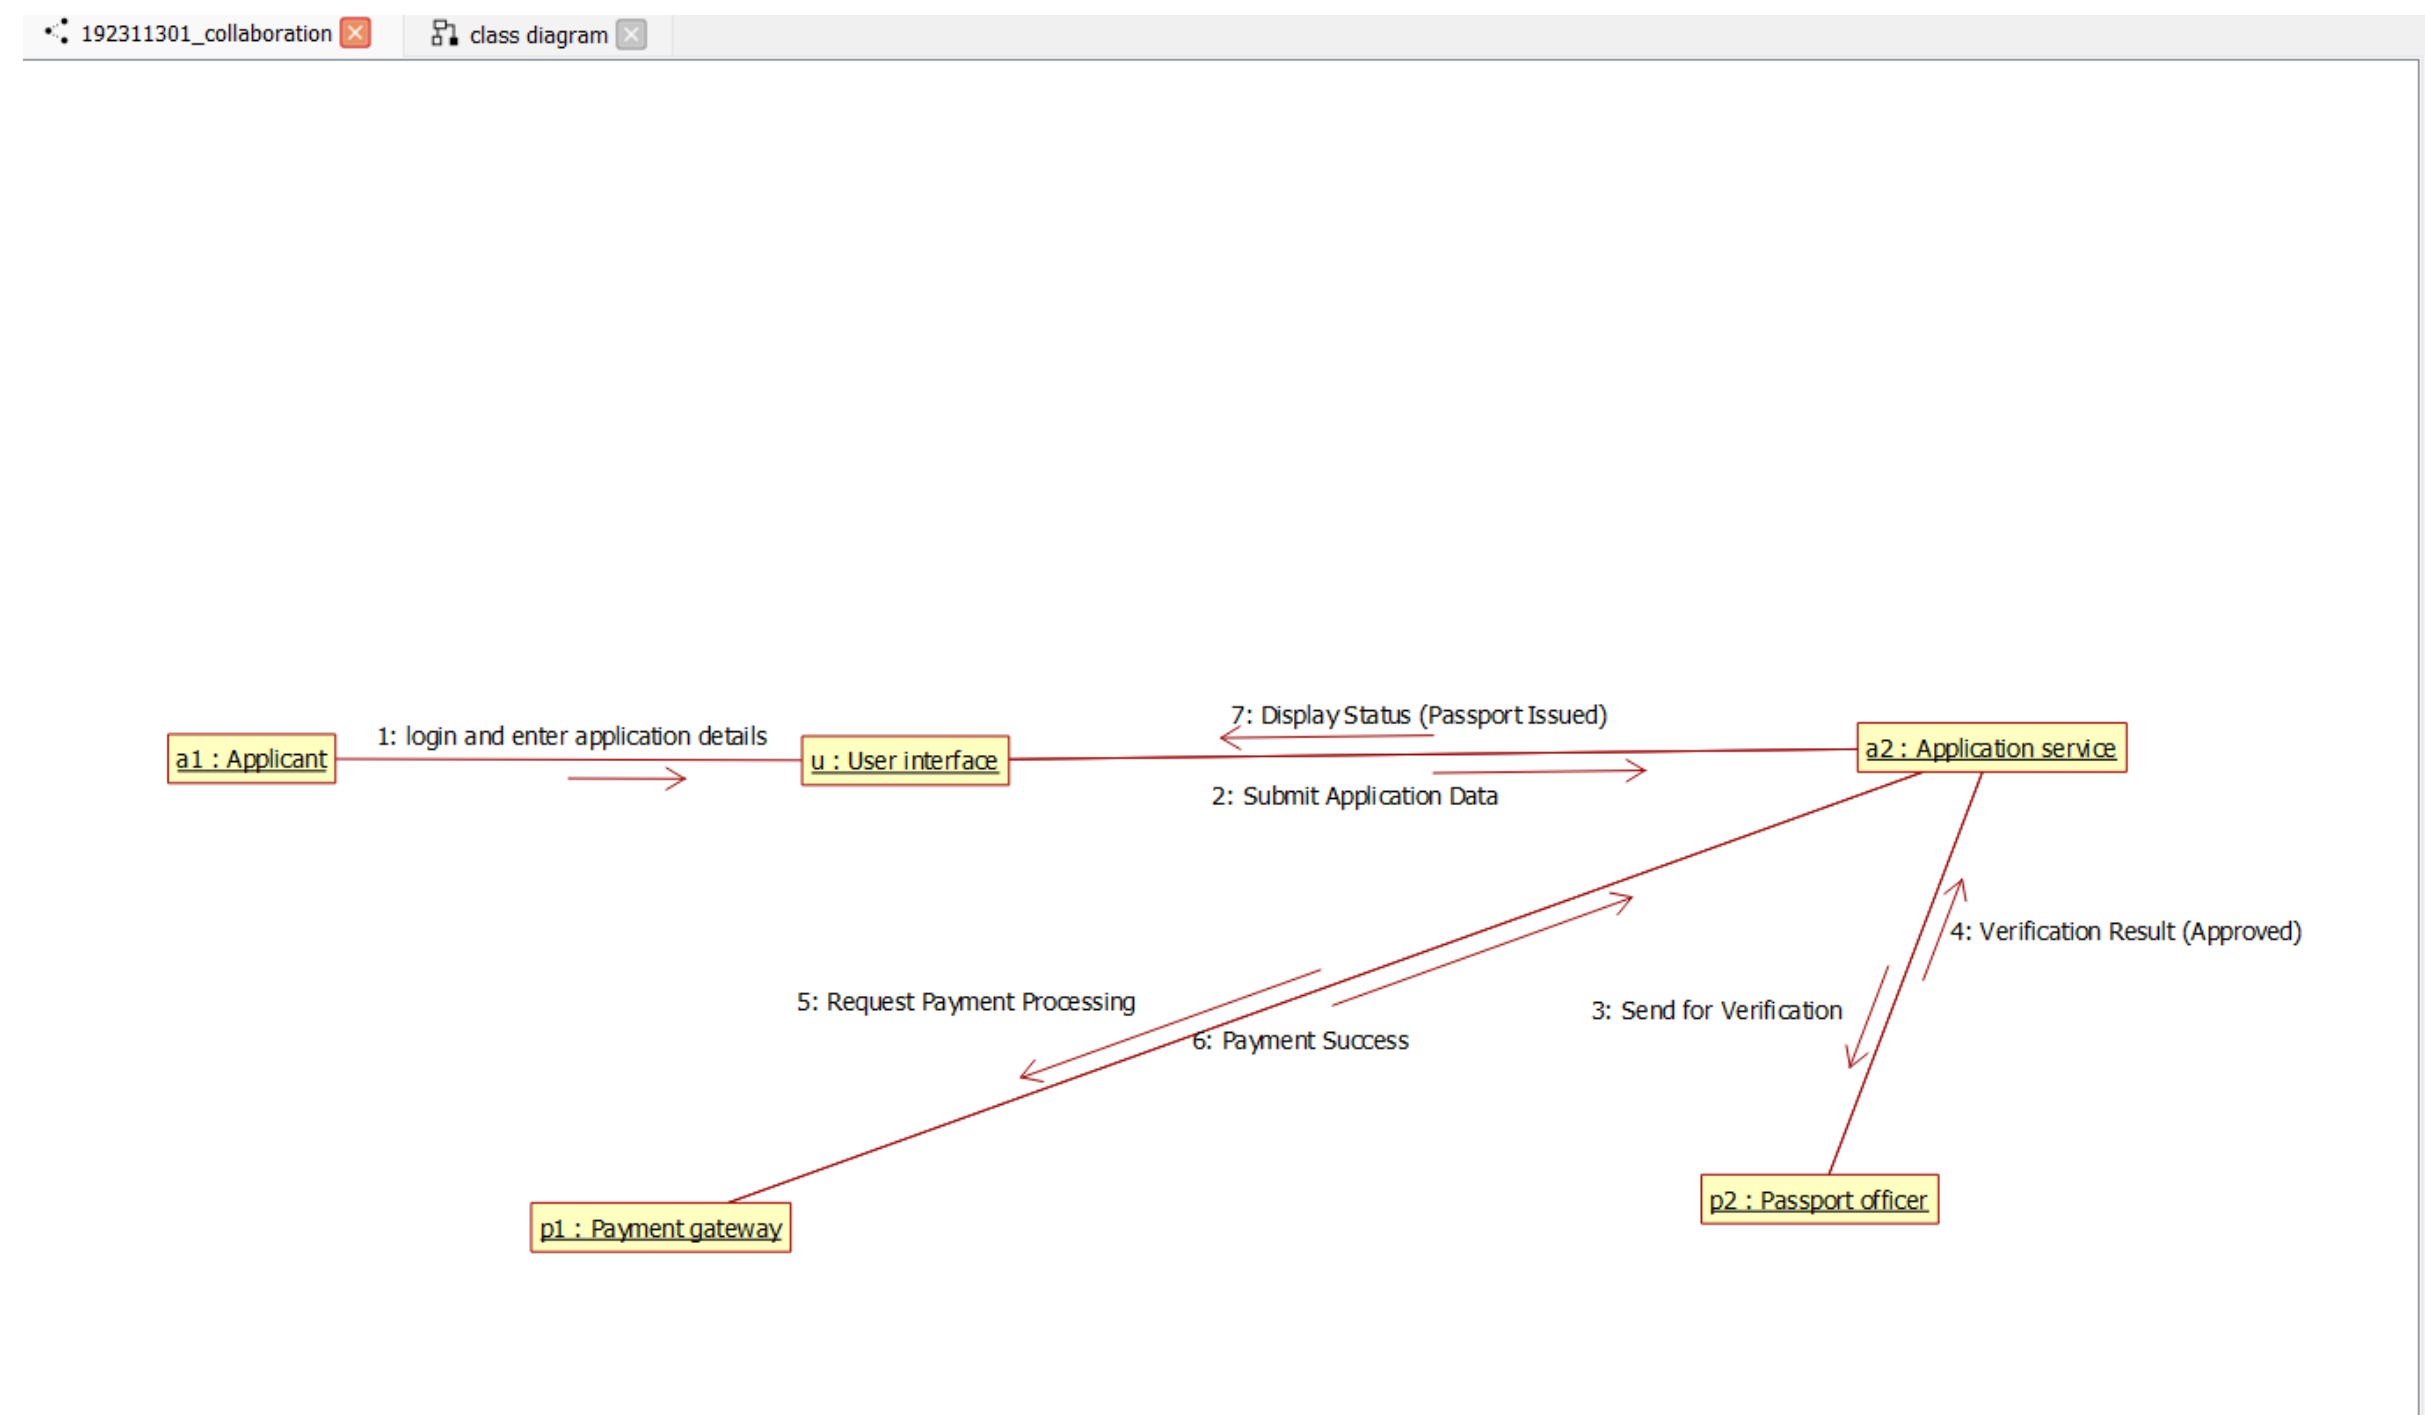 192311301_collaboration
class diagram
7: Display Status (Passport Issued)
1: login and enter application details
a1 : Applicant
u : User interface
a2 : Application service
2: Submit Application Data
4: Verification Result (Approved)
5: Request Payment Processing
3: Send for Verification
6: Payment Success
p2 : Passport officer
p1 : Payment gateway